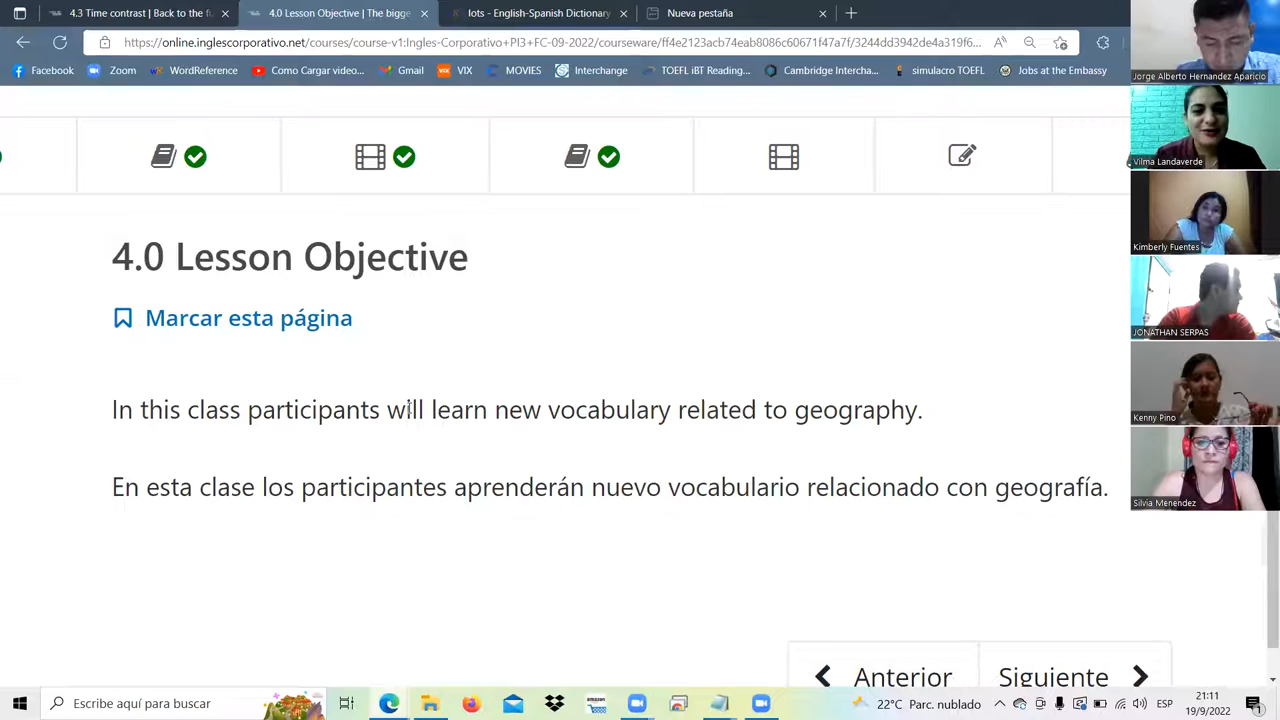 4.3 Time contrast | Back to the fu
4.0 Lesson Objective | The bigge
lots - English-Spanish Dictionary
Nueva pestaña
https://online.inglescorporativo.net/courses/course-v1:Ingles-Corporativo+PI3+FC-09-2022/courseware/ff4e2123acb74eab8086c60671f47a7f/3244dd3942de4a319f6...
Facebook
Zoom
WordReference
Como Cargar video...
Gmail
VIX
MOVIES
Interchange
TOEFL iBT Reading...
Cambridge Intercha...
simulacro TOEFL
Jobs at the Embassy
Jorge Alberto Hernandez Aparicio
Vilma Landaverde
Kimberly Fuentes
JONATHAN SERPAS
Kenny Pino
Silvia Menendez
4.0 Lesson Objective
Marcar esta página
In this class participants will learn new vocabulary related to geography.
En esta clase los participantes aprenderán nuevo vocabulario relacionado con geografía.
Anterior
Siguiente
Escribe aquí para buscar
22°C Parc. nublado
ESP
21:11
19/9/2022
1